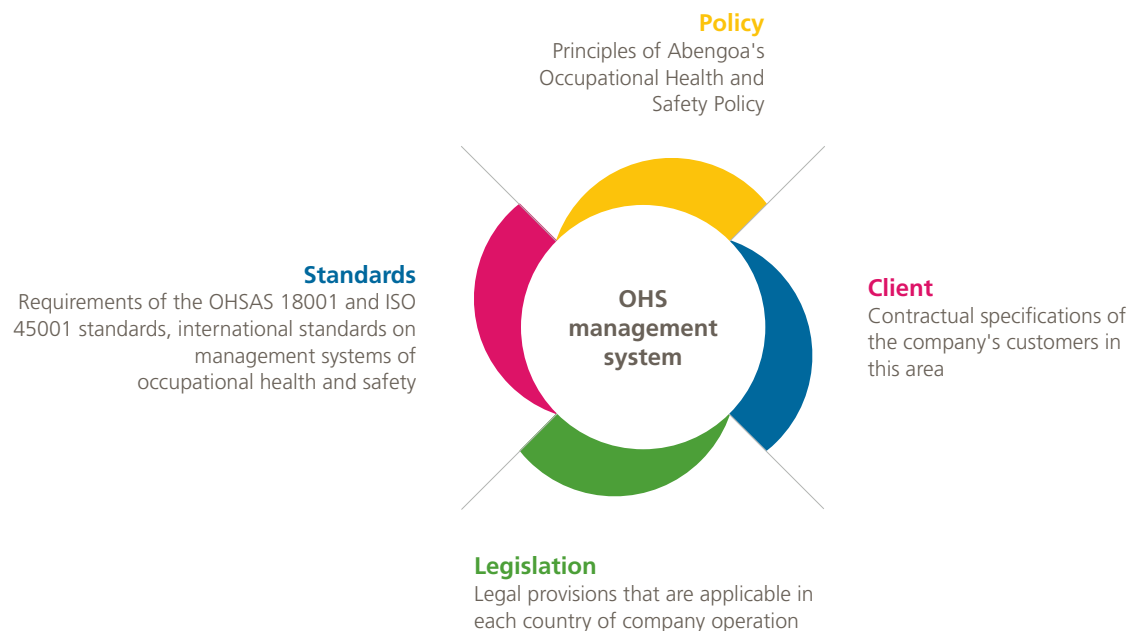 Policy
Principles of Abengoa's
Occupational Health and
Safety Policy
Standards
Requirements of the OHSAS 18001 and ISO
45001 standards, international standards on
management systems of
occupational health and safety
OHS
management
system
Client
Contractual specifications of
the company's customers in
this area
Legislation
Legal provisions that are applicable in
each country of company operation